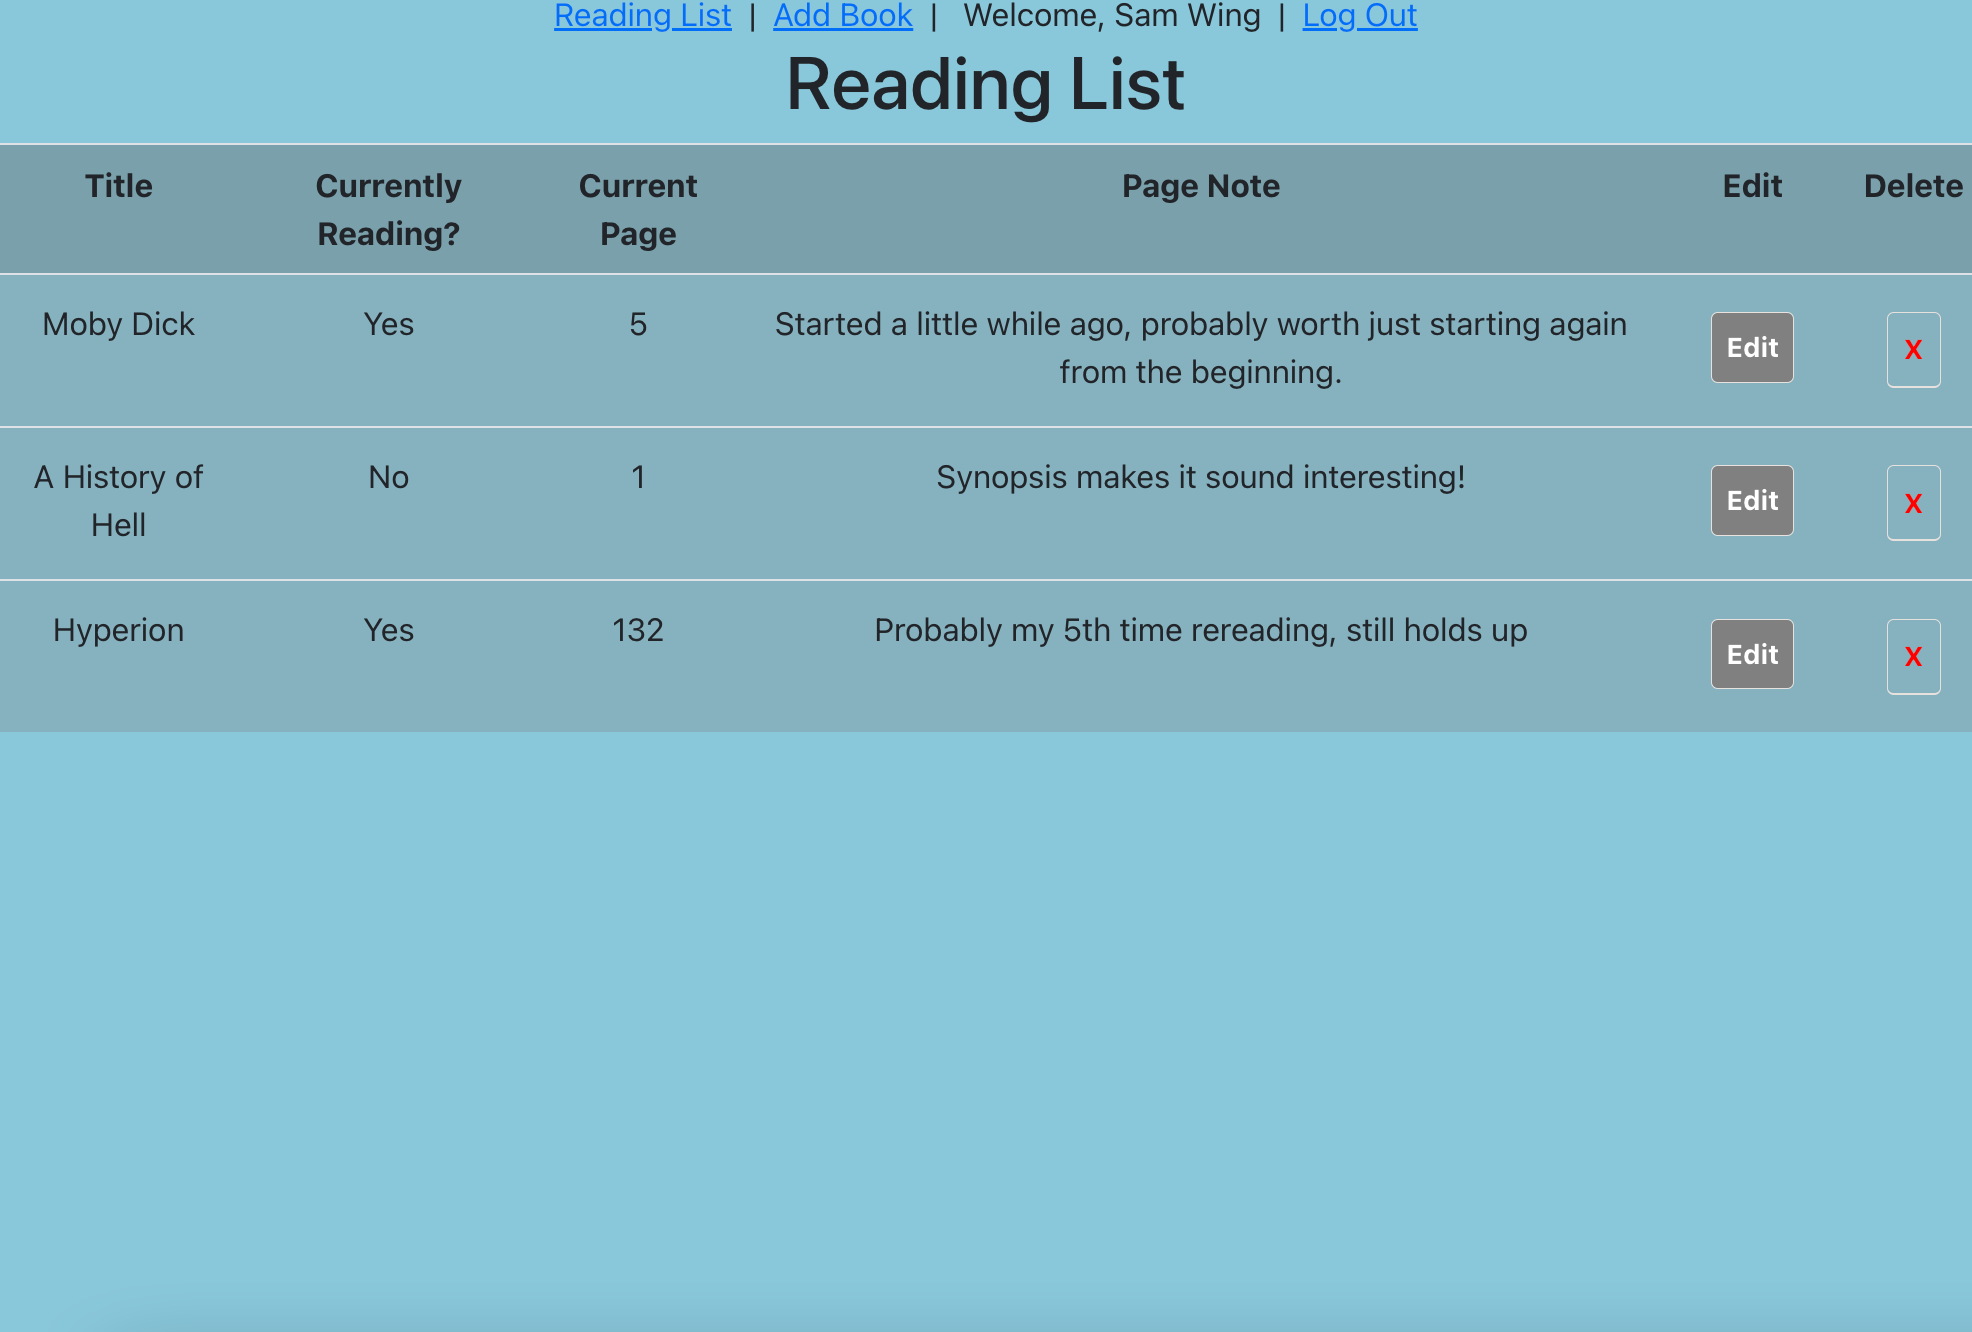 Reading List | Add Book | Welcome, Sam Wing | Log Out
Reading List
Title Currently Reading? Current Page Page Note Edit Delete
Moby Dick Yes 5 Started a little while ago, probably worth just starting again from the beginning. Edit X
A History of Hell No 1 Synopsis makes it sound interesting! Edit X
Hyperion Yes 132 Probably my 5th time rereading, still holds up Edit X